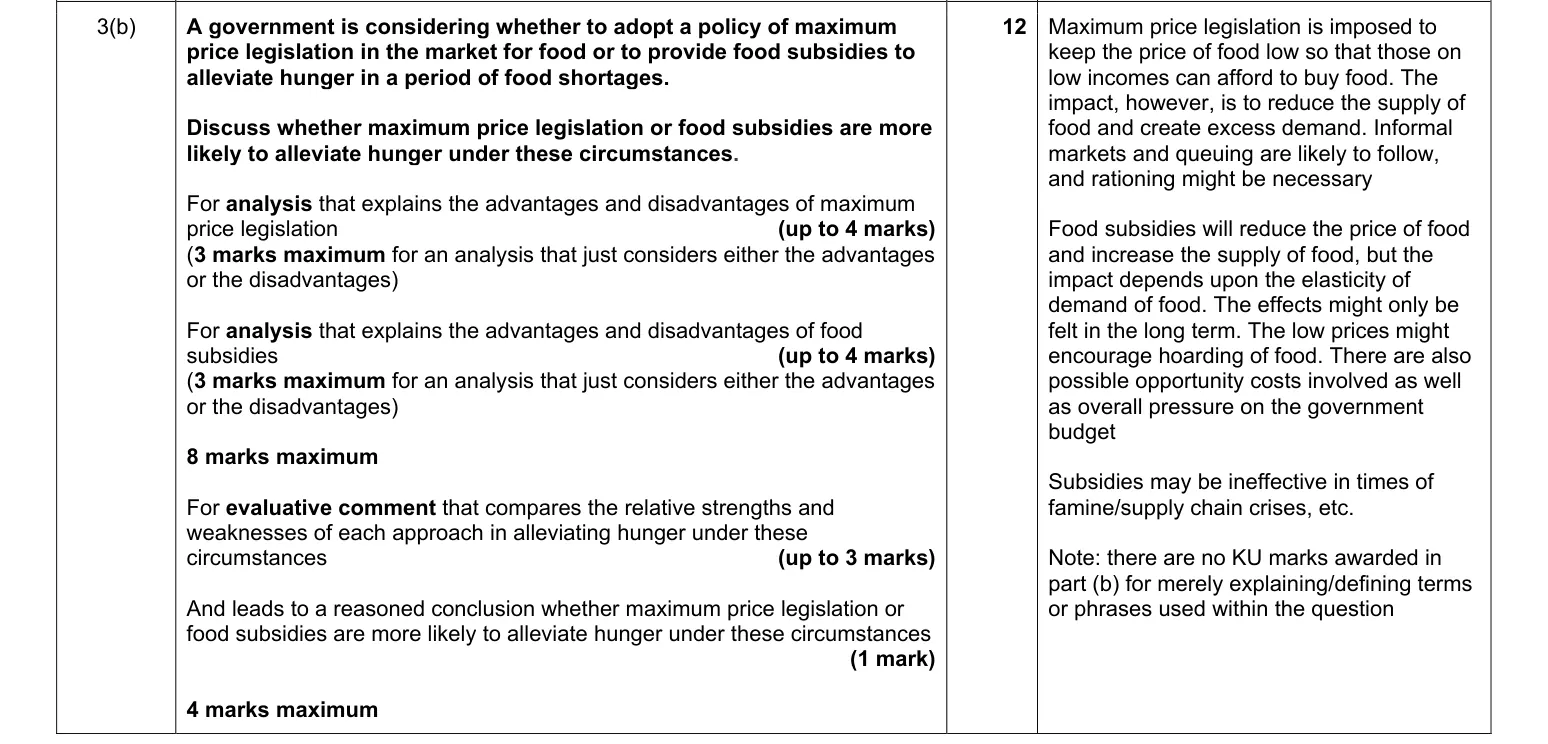 3(b)
A government is considering whether to adopt a policy of maximum
price legislation in the market for food or to provide food subsidies to
alleviate hunger in a period of food shortages.
Discuss whether maximum price legislation or food subsidies are more
likely to alleviate hunger under these circumstances.
For analysis that explains the advantages and disadvantages of maximum
price legislation (up to 4 marks)
(3 marks maximum for an analysis that just considers either the advantages
or the disadvantages)
For analysis that explains the advantages and disadvantages of food
subsidies (up to 4 marks)
(3 marks maximum for an analysis that just considers either the advantages
or the disadvantages)
8 marks maximum
For evaluative comment that compares the relative strengths and
weaknesses of each approach in alleviating hunger under these
circumstances (up to 3 marks)
And leads to a reasoned conclusion whether maximum price legislation or
food subsidies are more likely to alleviate hunger under these circumstances
(1 mark)
4 marks maximum
12
Maximum price legislation is imposed to
keep the price of food low so that those on
low incomes can afford to buy food. The
impact, however, is to reduce the supply of
food and create excess demand. Informal
markets and queuing are likely to follow,
and rationing might be necessary
Food subsidies will reduce the price of food
and increase the supply of food, but the
impact depends upon the elasticity of
demand of food. The effects might only be
felt in the long term. The low prices might
encourage hoarding of food. There are also
possible opportunity costs involved as well
as overall pressure on the government
budget
Subsidies may be ineffective in times of
famine/supply chain crises, etc.
Note: there are no KU marks awarded in
part (b) for merely explaining/defining terms
or phrases used within the question